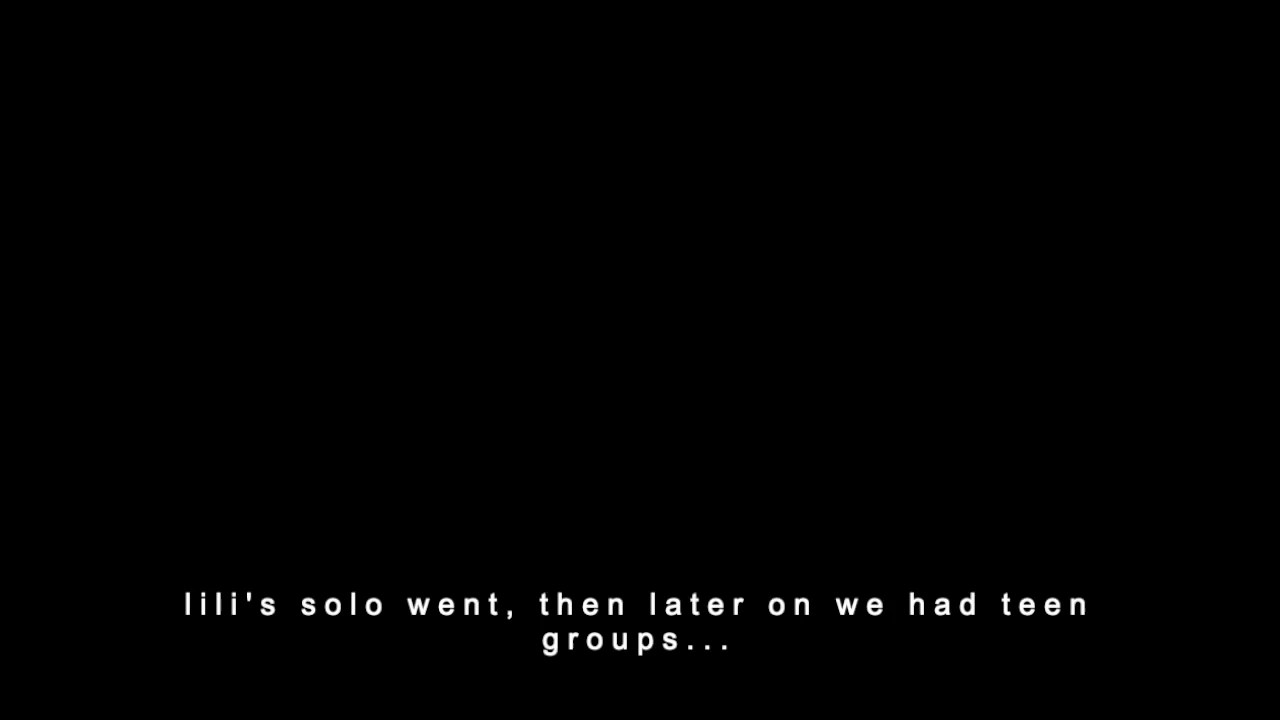 lili's solo went, then later on we had teen
groups...